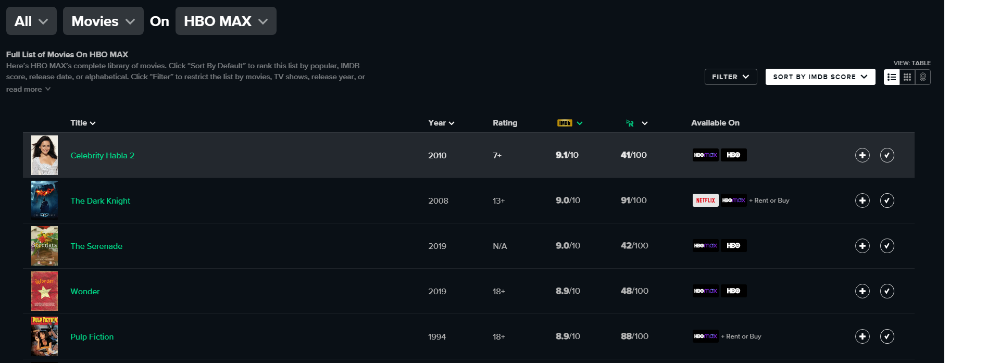 All Movies On HBO MAX
Full List of Movies On HBO MAX
Here's HBO MAX's complete library of movies. Click “Sort By Default” to rank this list by popular, IMDB
score, release date, or alphabetical. Click “Filter” to restrict the list by movies, TV shows, release year, or
read more
VIEW: TABLE
FILTER SORT BY IMDB SCORE
Title Year Rating IMDb R Available On
Celebrity Habla 2 2010 7+ 9.1/10 41/100 HBOmax HBO
The Dark Knight 2008 13+ 9.0/10 91/100 NETFLIX HBOmax + Rent or Buy
Serenata
The Serenade 2019 N/A 9.0/10 42/100 HBOmax HBO
Wonder
Wonder 2019 18+ 8.9/10 48/100 HBOmax HBO
PULP FICTION
Pulp Fiction 1994 18+ 8.9/10 88/100 HBOmax + Rent or Buy